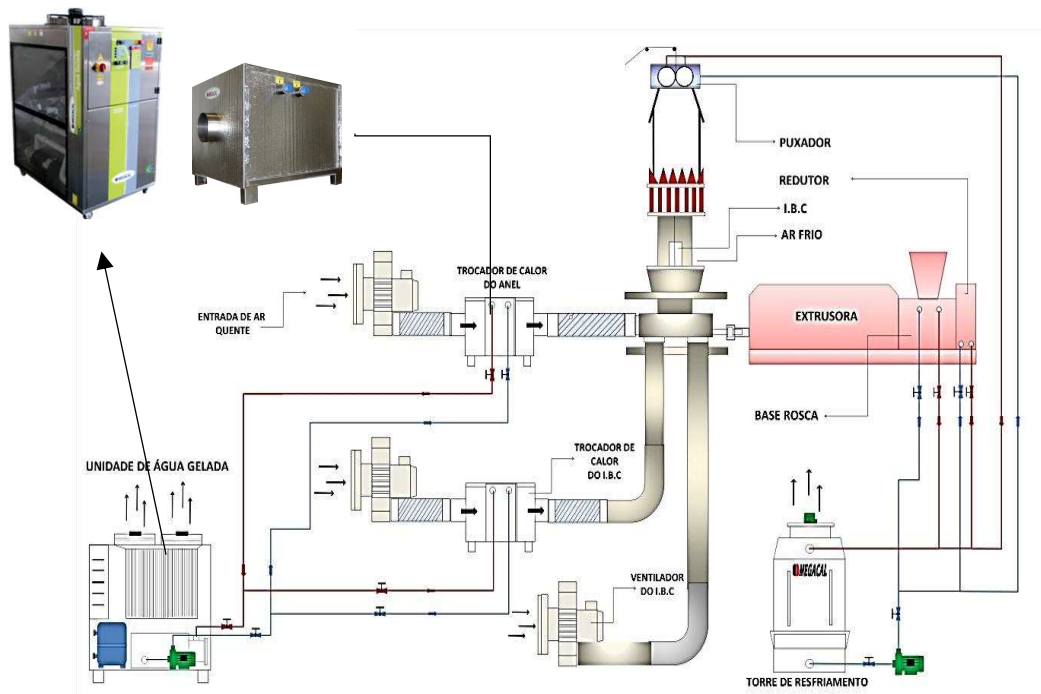 PUXADOR
REDUTOR
I.B.C
AR FRIO
TROCADOR DE CALOR
DO ANEL
ENTRADA DE AR
QUENTE
EXTRUSORA
BASE ROSCA
UNIDADE DE ÁGUA GELADA
TROCADOR DE
CALOR
DO I.B.C
MEGACAL
VENTILADOR
DO I.B.C
TORRE DE RESFRIAMENTO